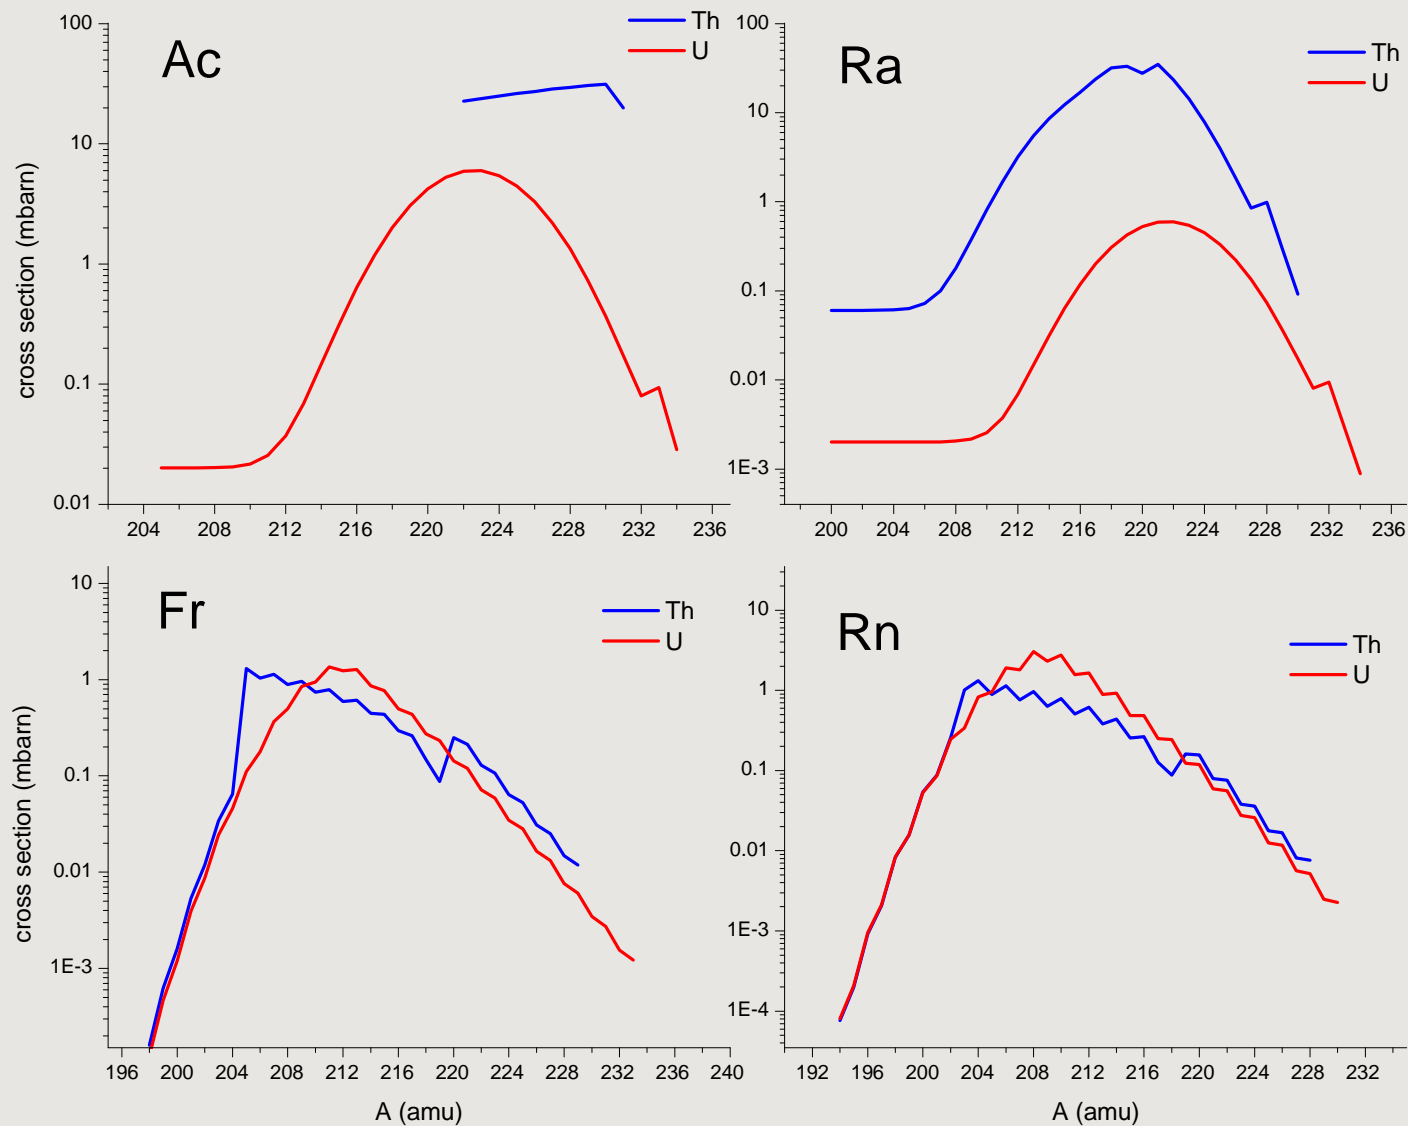 Ac
Th
U
100
10
1
0.1
0.01
cross section (mbarn)
204 208 212 216 220 224 228 232 236
Ra
Th
U
100
10
1
0.1
0.01
1E-3
200 204 208 212 216 220 224 228 232 236
Fr
Th
U
10
1
0.1
0.01
1E-3
cross section (mbarn)
196 200 204 208 212 216 220 224 228 232 236 240
A (amu)
Rn
Th
U
10
1
0.1
0.01
1E-3
1E-4
192 196 200 204 208 212 216 220 224 228 232
A (amu)